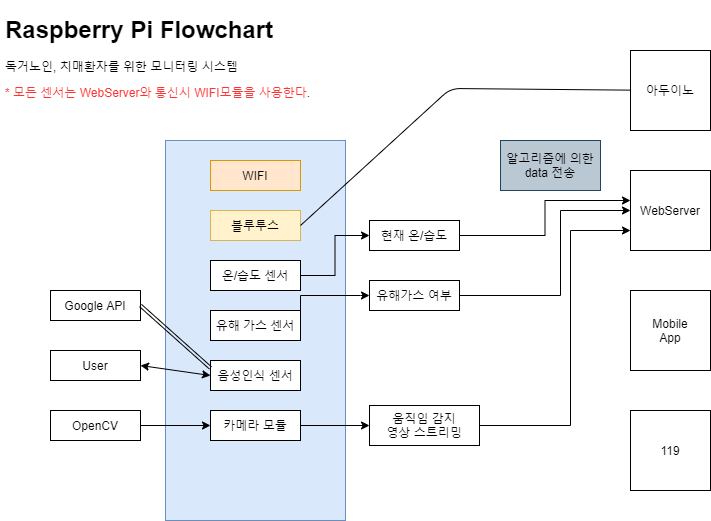 Raspberry Pi Flowchart
독거노인, 치매환자를 위한 모니터링 시스템
* 모든 센서는 WebServer와 통신시 WIFI모듈을 사용한다.
아두이노
WIFI
알고리즘에 의한
data 전송
블루투스
현재 온/습도
WebServer
온/습도 센서
유해가스 여부
Google API
유해 가스 센서
Mobile
App
User
음성인식 센서
OpenCV
카메라 모듈
움직임 감지
영상 스트리밍
119